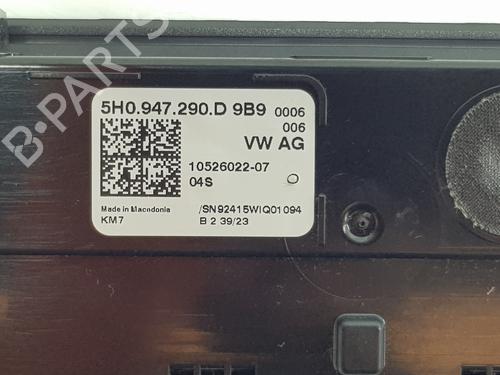 5H0.947.290.D 9B9 0006
006
VW AG
10526022-07
04S
Made in Macedonia
/SN92415WIQ01094
KM7
B 2 39/23
B-PARTS
B-PARTS